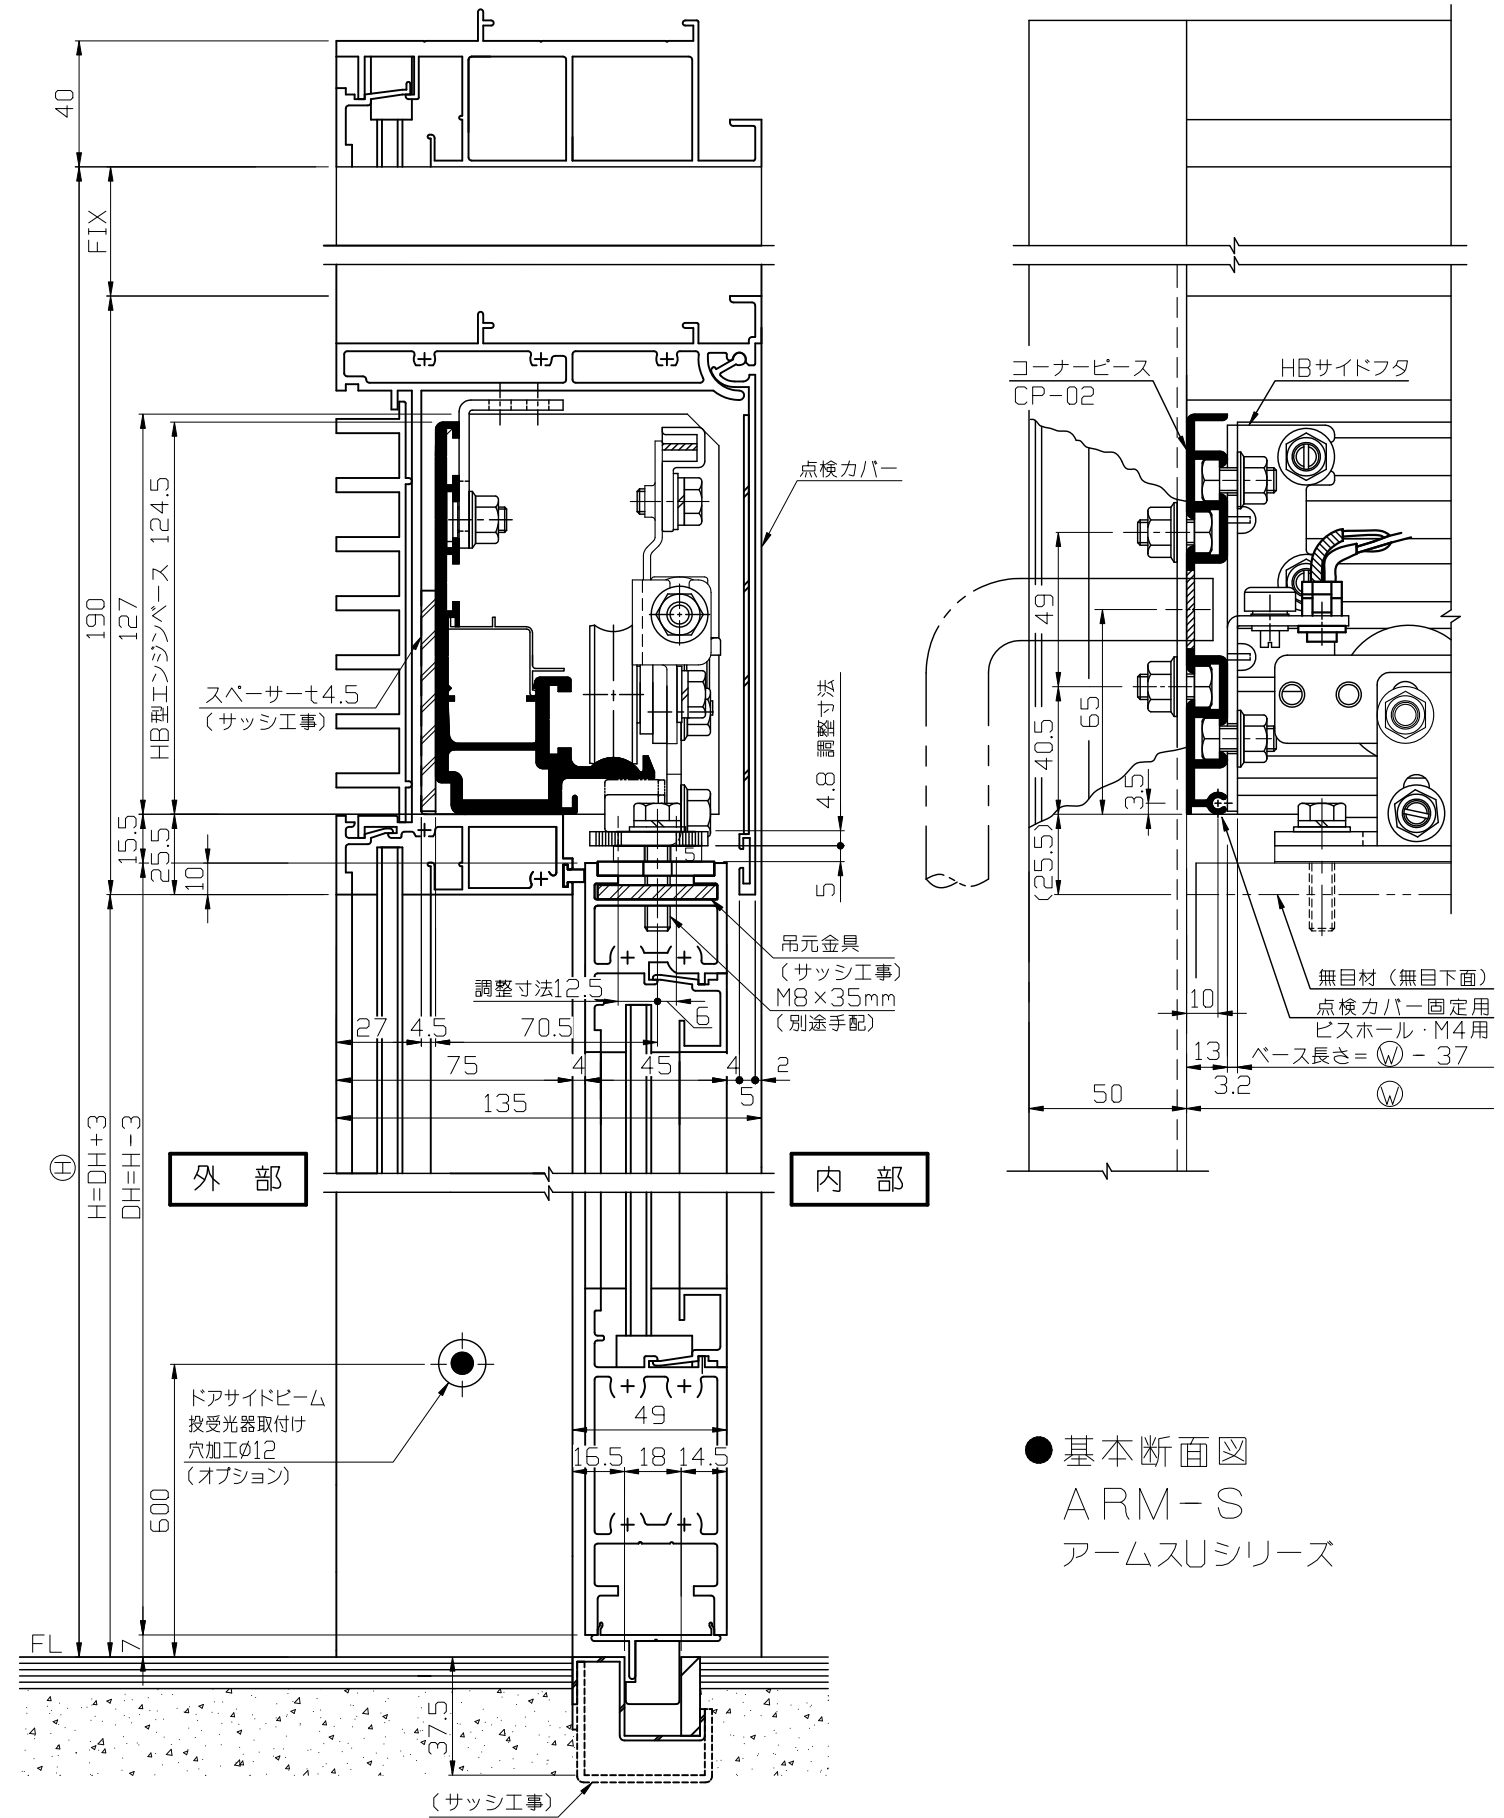 40
FIX
190
127
HB型エンジンベース 124.5
15.5
25.5
10
スペーサーt4.5
(サッシ工事)
点検カバー
4.8 調整寸法
5
5
吊元金具
(サッシ工事)
M8×35mm
(別途手配)
調整寸法12.5
6
27
4.5
70.5
75
4
45
4
5
2
135
外 部
内 部
Ⓗ
H=DH+3
DH=H-3
ドアサイドビーム
投受光器取付け
穴加工φ12
(オプション)
600
49
16.5
18
14.5
FL
7
37.5
(サッシ工事)
コーナーピース
CP-02
HBサイドフタ
49
65
40.5
3.5
(25.5)
無目材 (無目下面)
10
点検カバー固定用
ビスホール・M4用
13
ベース長さ=Ⓦ - 37
3.2
50
Ⓦ
●基本断面図
ARM-S
アームスUシリーズ